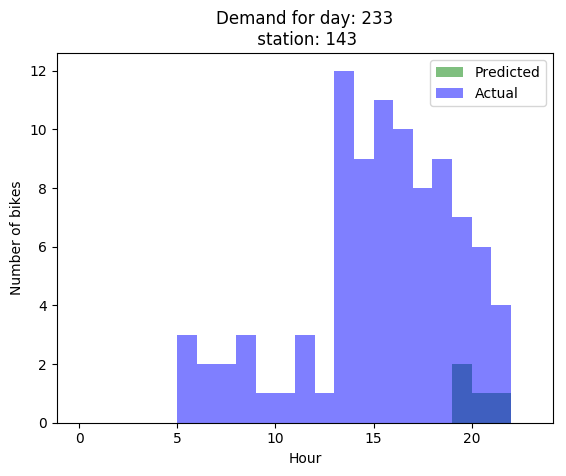 Demand for day: 233
station: 143
Predicted
Actual
12
10
8
6
4
2
0
Number of bikes
0
5
10
15
20
Hour